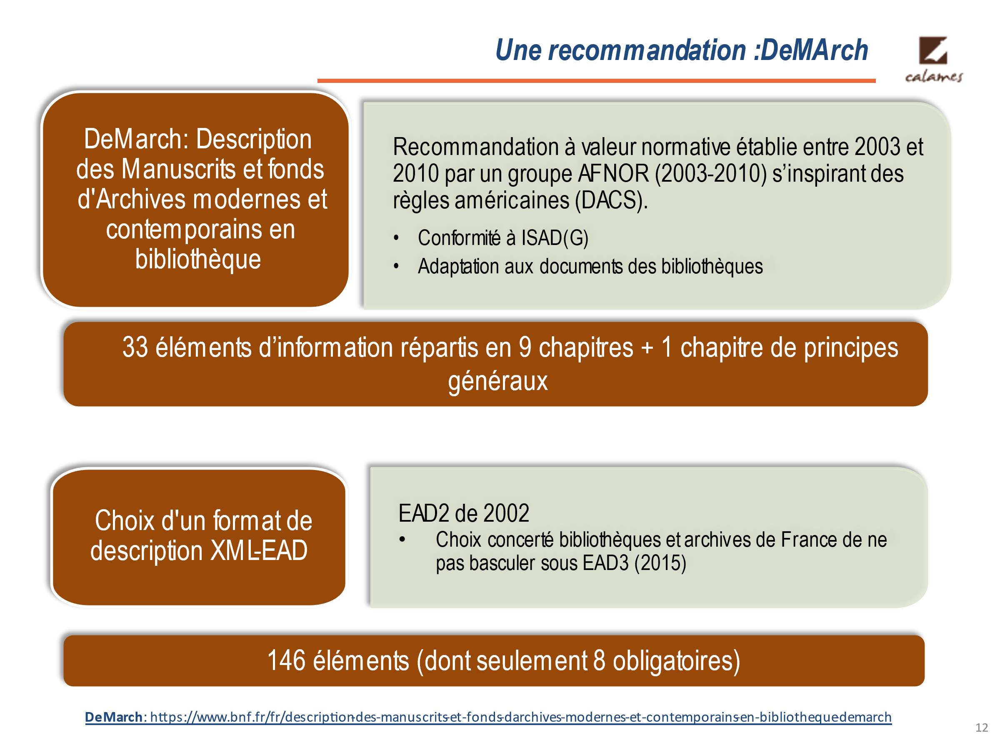 Une recommandation :DeMArch
calames
DeMarch: Description
des Manuscrits et fonds
d'Archives modernes et
contemporains en
bibliothèque
Recommandation à valeur normative établie entre 2003 et
2010 par un groupe AFNOR (2003-2010) s’inspirant des
règles américaines (DACS).
• Conformité à ISAD(G)
• Adaptation aux documents des bibliothèques
33 éléments d’information répartis en 9 chapitres + 1 chapitre de principes
généraux
Choix d'un format de
description XML-EAD
EAD2 de 2002
• Choix concerté bibliothèques et archives de France de ne
pas basculer sous EAD3 (2015)
146 éléments (dont seulement 8 obligatoires)
DeMarch: https://www.bnf.fr/fr/description-des-manuscrits-et-fonds-darchives-modernes-et-contemporains-en-bibliothequedemarch
12